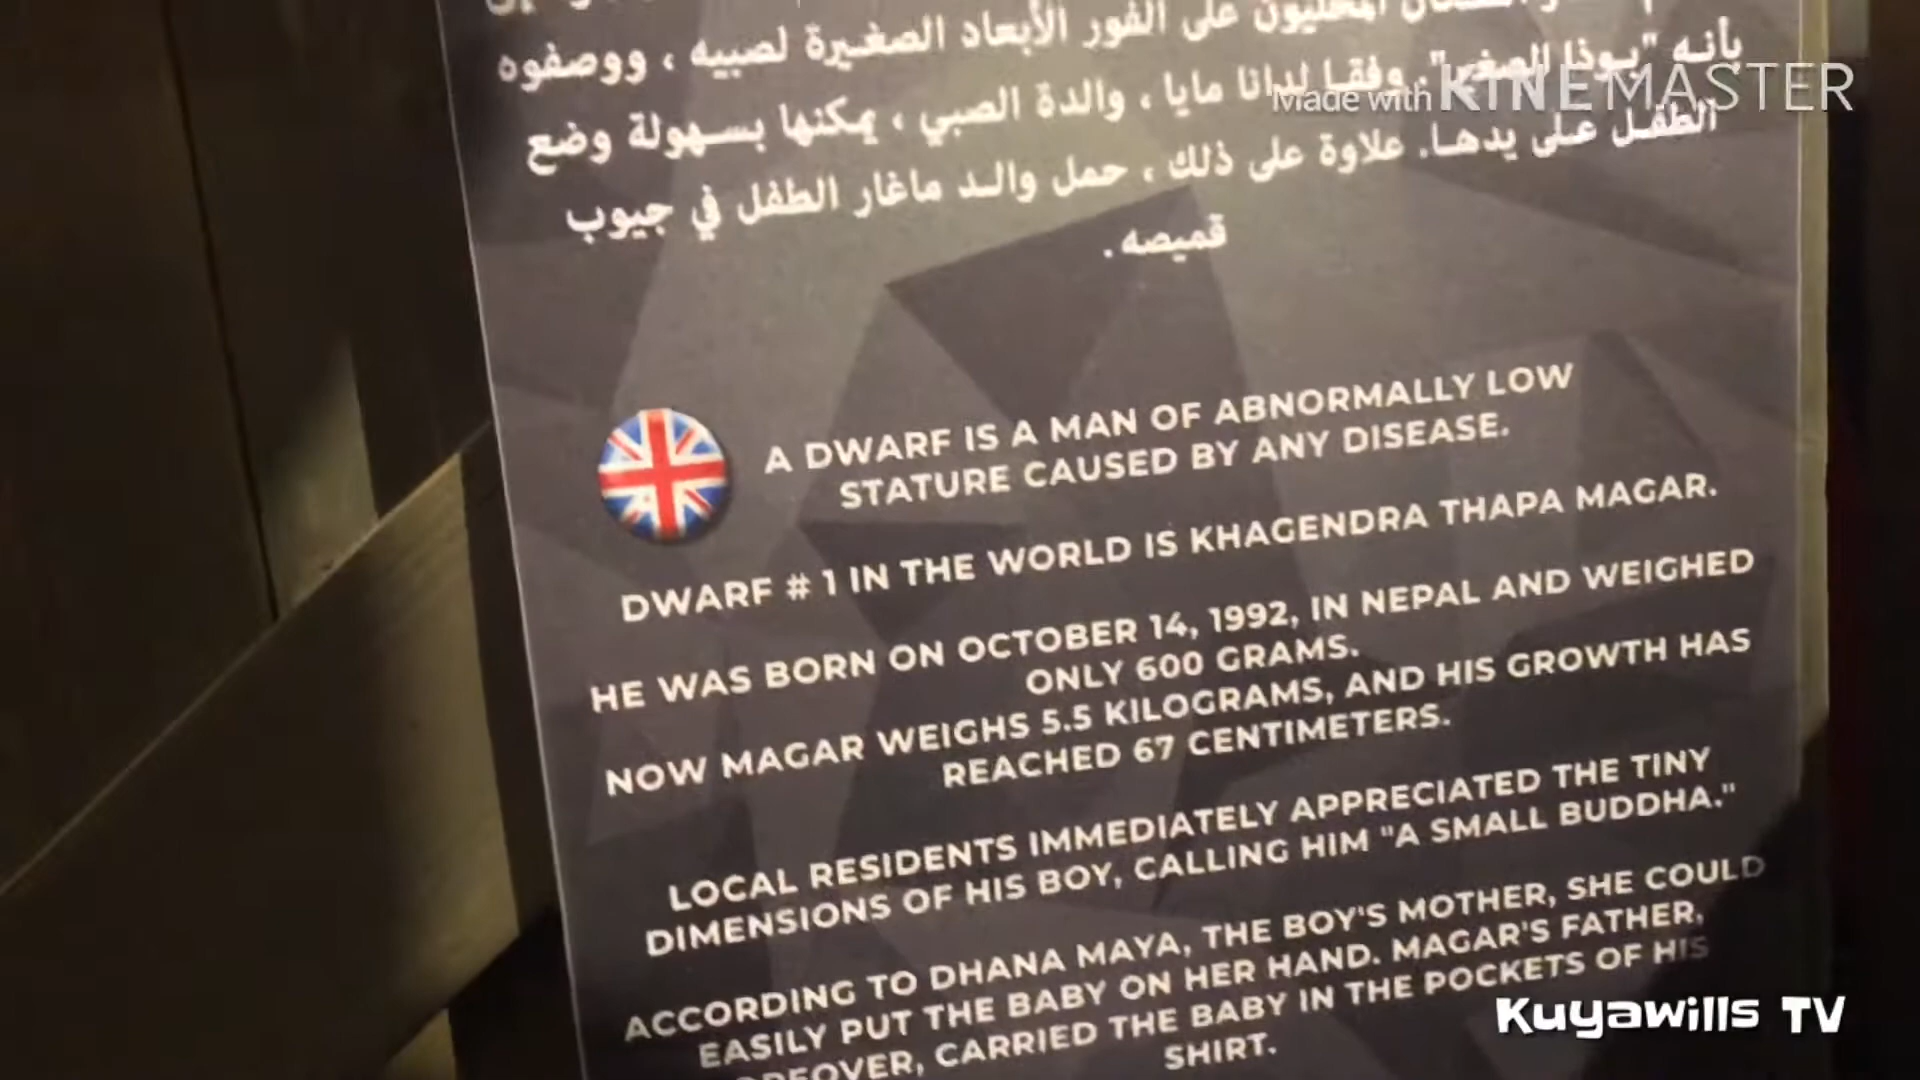 المحليون على الفور الأبعاد الصغيرة لصبيه ، ووصفوه
بأنه "بوذا الصغير". وفقا لدانا مايا ، والدة الصبي ، يمكنها بسهولة وضع
الطفل على يدها. علاوة على ذلك ، حمل والد ماغار الطفل في جيوب
قميصه .
Made with KINEMASTER
A DWARF IS A MAN OF ABNORMALLY LOW
STATURE CAUSED BY ANY DISEASE.
DWARF # 1 IN THE WORLD IS KHAGENDRA THAPA MAGAR.
HE WAS BORN ON OCTOBER 14, 1992, IN NEPAL AND WEIGHED
ONLY 600 GRAMS.
NOW MAGAR WEIGHS 5.5 KILOGRAMS, AND HIS GROWTH HAS
REACHED 67 CENTIMETERS.
LOCAL RESIDENTS IMMEDIATELY APPRECIATED THE TINY
DIMENSIONS OF HIS BOY, CALLING HIM "A SMALL BUDDHA."
ACCORDING TO DHANA MAYA, THE BOY'S MOTHER, SHE COULD
EASILY PUT THE BABY ON HER HAND. MAGAR'S FATHER,
CARRIED THE BABY IN THE POCKETS OF HIS
SHIRT.
Kuyawills TV